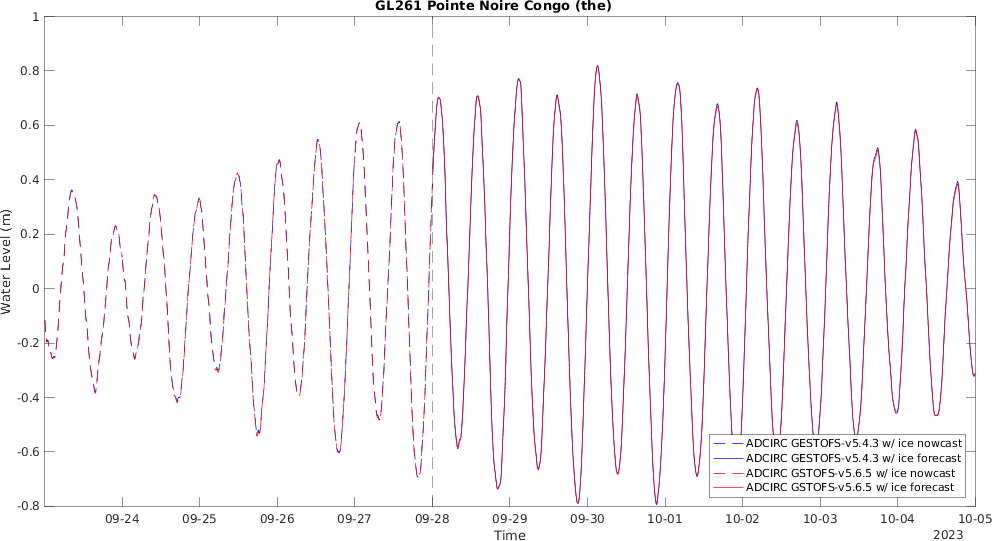 GL261 Pointe Noire Congo (the)
1
0.8
0.6
0.4
0.2
0
-0.2
-0.4
-0.6
-0.8
Water Level (m)
ADCIRC GESTOFS-v5.4.3 w/ ice nowcast
ADCIRC GESTOFS-v5.4.3 w/ ice forecast
ADCIRC GSTOFS-v5.6.5 w/ ice nowcast
ADCIRC GSTOFS-v5.6.5 w/ ice forecast
09-24 09-25 09-26 09-27 09-28 09-29 09-30 10-01 10-02 10-03 10-04 10-05
Time
2023